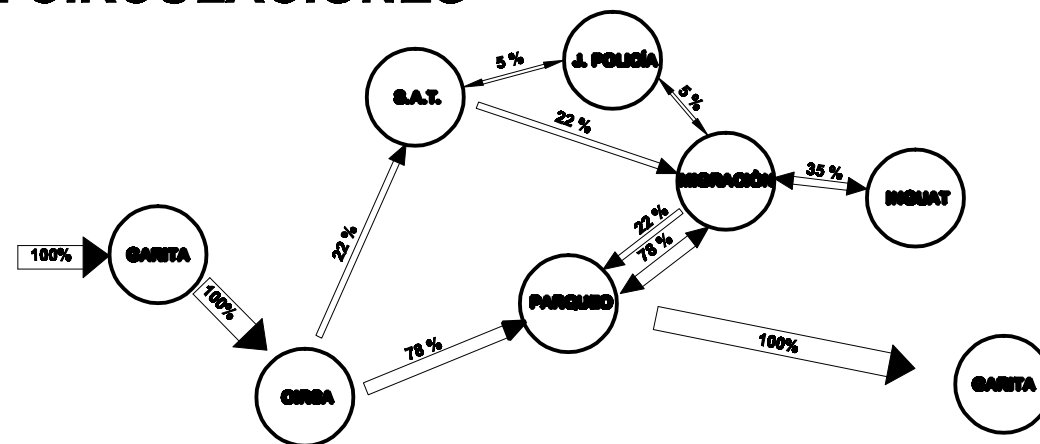 CIRCULACIONES
5 %
J. POLICÍA
S.A.T.
5 %
22 %
MIGRACIÓN
35 %
INGUAT
22 %
22 %
78 %
100%
GARITA
100%
PARQUEO
78 %
100%
CIRSA
GARITA